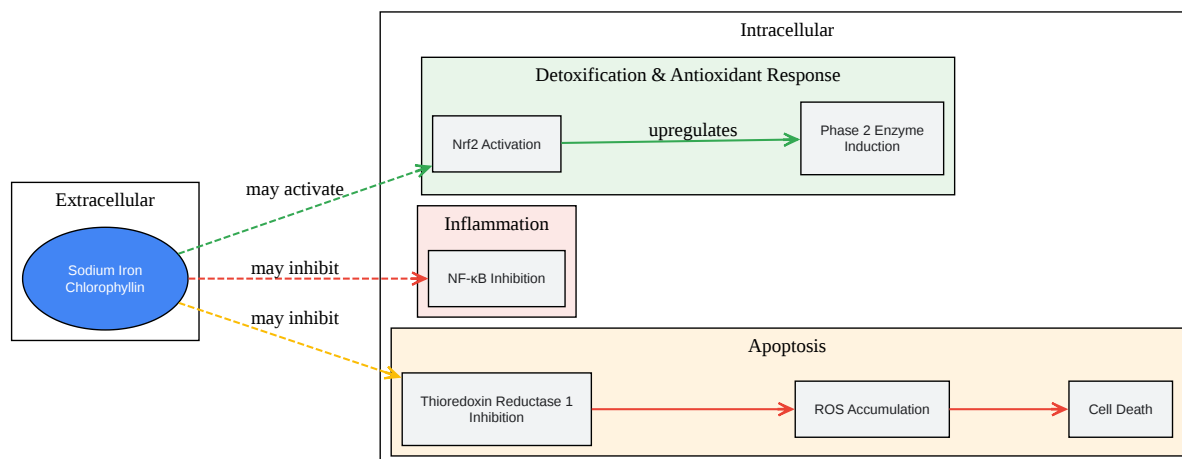 Intracellular
Detoxification & Antioxidant Response
Nrf2 Activation
upregulates
Phase 2 Enzyme
Induction
may activate
Extracellular
Sodium Iron
Chlorophyllin
may inhibit
Inflammation
NF-κB Inhibition
may inhibit
Apoptosis
Thioredoxin Reductase 1
Inhibition
ROS Accumulation
Cell Death